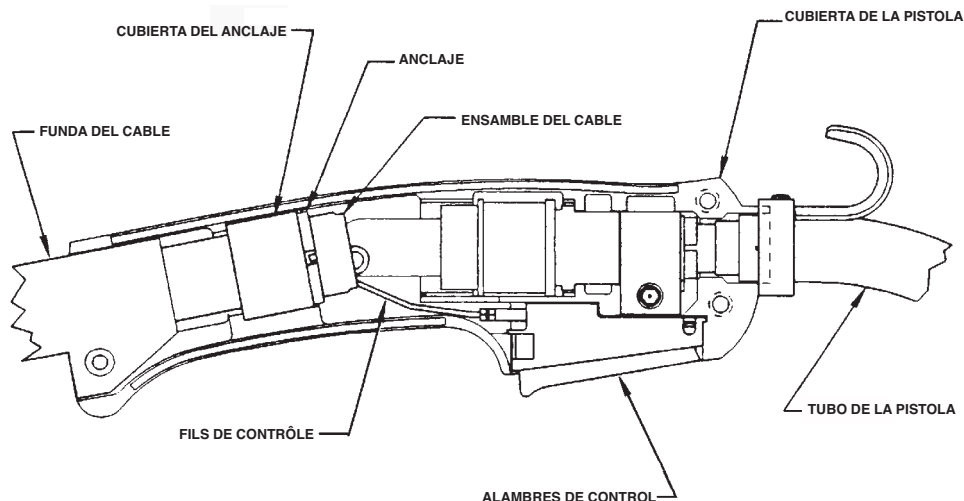 CUBIERTA DE LA PISTOLA
CUBIERTA DEL ANCLAJE
ANCLAJE
ENSAMBLE DEL CABLE
FUNDA DEL CABLE
TUBO DE LA PISTOLA
FILS DE CONTRÔLE
ALAMBRES DE CONTROL